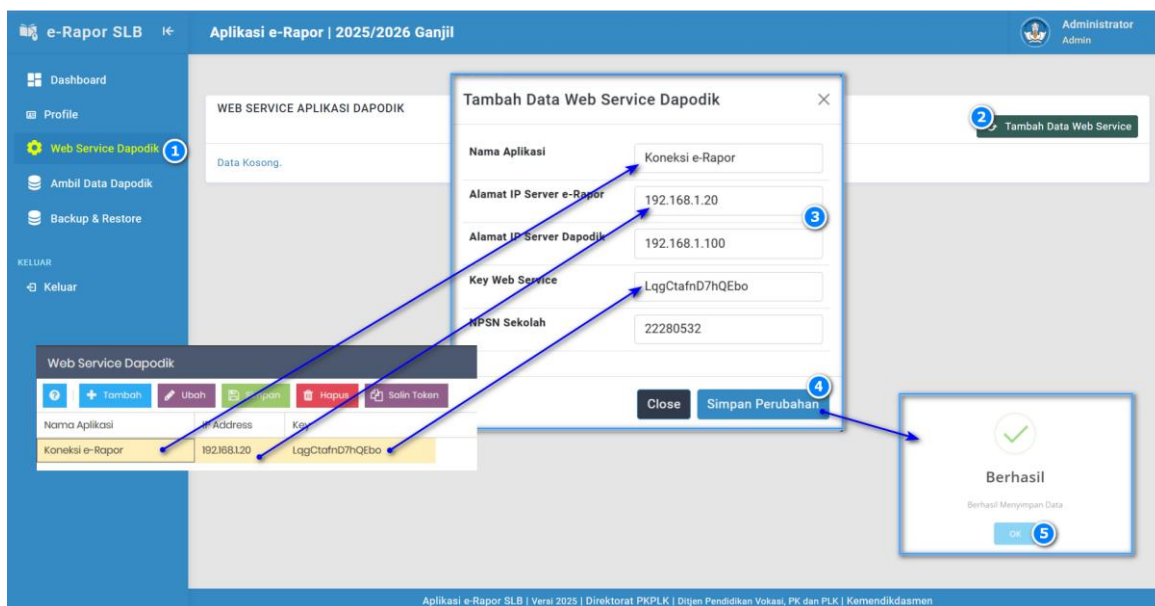 e-Rapor SLB
Aplikasi e-Rapor | 2025/2026 Ganjil
Administrator
Admin
Dashboard
Profile
Web Service Dapodik
1
Ambil Data Dapodik
Backup & Restore
KELUAR
Keluar
WEB SERVICE APLIKASI DAPODIK
2
Tambah Data Web Service
Data Kosong.
Tambah Data Web Service Dapodik
Nama Aplikasi
Koneksi e-Rapor
Alamat IP Server e-Rapor
192.168.1.20
3
Alamat IP Server Dapodik
192.168.1.100
Key Web Service
LqgCtafnD7hQEbo
NPSN Sekolah
22280532
4
Close
Simpan Perubahan
Web Service Dapodik
? Tambah Ubah Simpan Hapus Salin Token
Nama Aplikasi IP Address Key
Koneksi e-Rapor 192.168.1.20 LqgCtafnD7hQEbo
Berhasil
Berhasil Menyimpan Data
OK
5
Aplikasi e-Rapor SLB | Versi 2025 | Direktorat PKPLK | Ditjen Pendidikan Vokasi, PK dan PLK | Kemendikdasmen